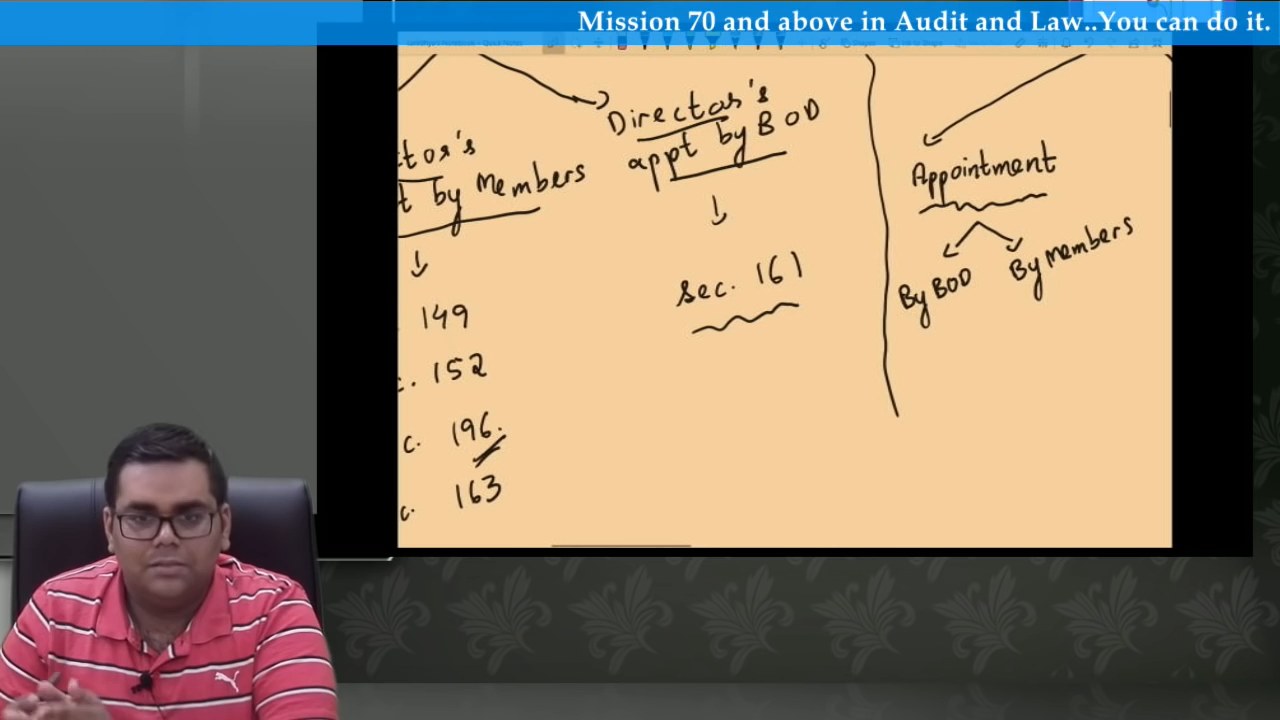 Mission 70 and above in Audit and Law..You can do it.
ctor's
t by Members
149
c. 152
c. 196.
c. 163
Director's
appt by BOD
sec. 161
Appointment
By BOD
By Members